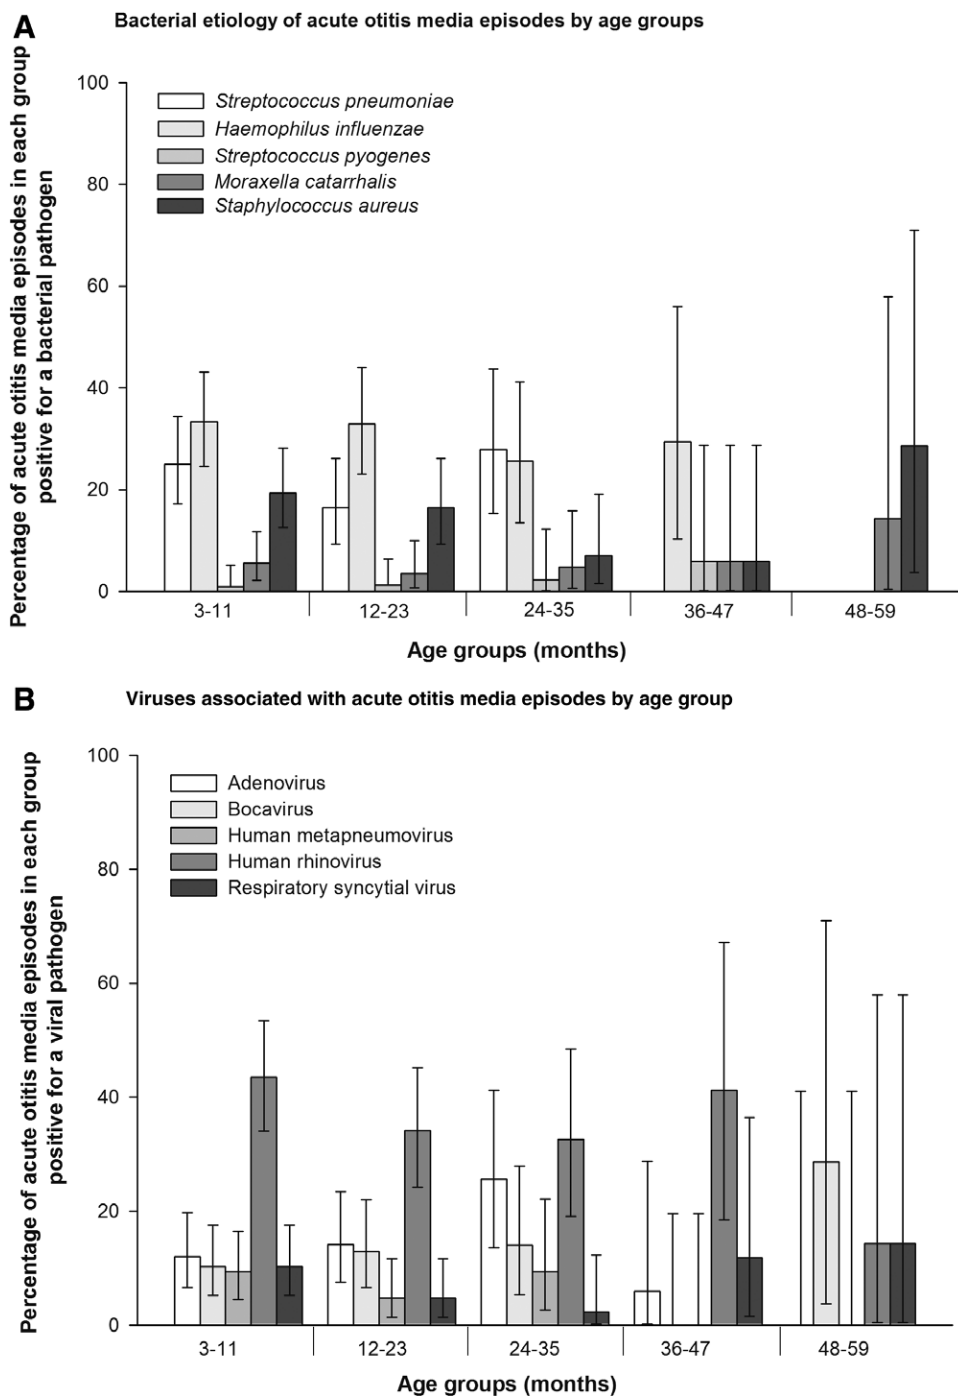 A
Bacterial etiology of acute otitis media episodes by age groups
Percentage of acute otitis media episodes in each group
positive for a bacterial pathogen
100
80
60
40
20
0
Streptococcus pneumoniae
Haemophilus influenzae
Streptococcus pyogenes
Moraxella catarrhalis
Staphylococcus aureus
3-11 12-23 24-35 36-47 48-59
Age groups (months)
B
Viruses associated with acute otitis media episodes by age group
Percentage of acute otitis media episodes in each group
positive for a viral pathogen
100
80
60
40
20
0
Adenovirus
Bocavirus
Human metapneumovirus
Human rhinovirus
Respiratory syncytial virus
3-11 12-23 24-35 36-47 48-59
Age groups (months)